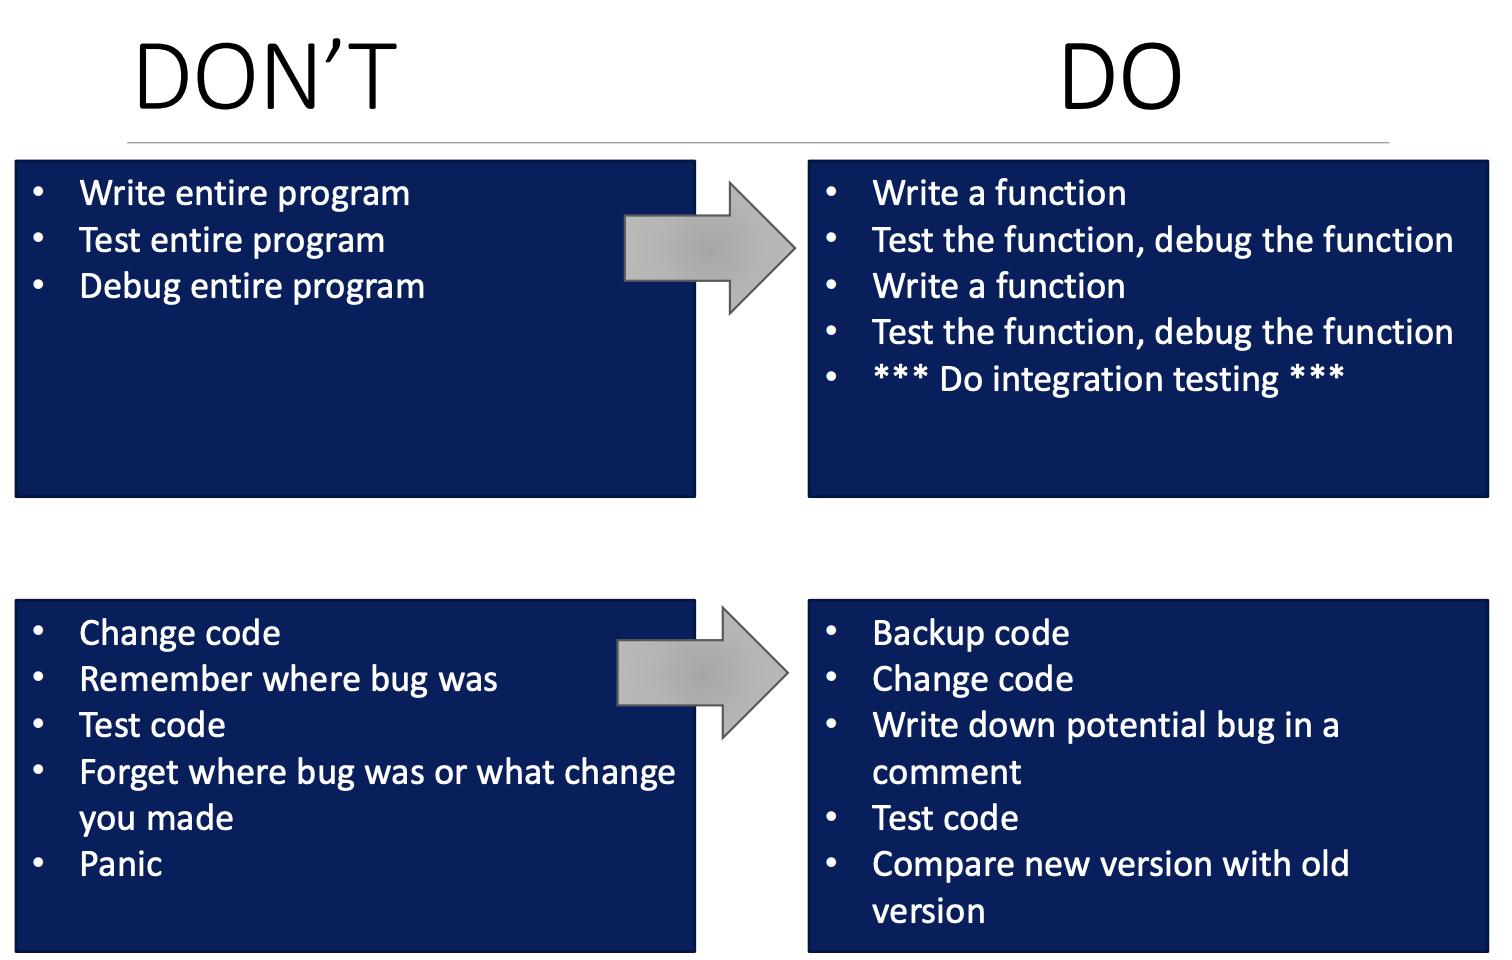 DON’T
DO
• Write entire program
• Test entire program
• Debug entire program
• Write a function
• Test the function, debug the function
• Write a function
• Test the function, debug the function
• *** Do integration testing ***
• Change code
• Remember where bug was
• Test code
• Forget where bug was or what change
you made
• Panic
• Backup code
• Change code
• Write down potential bug in a
comment
• Test code
• Compare new version with old
version